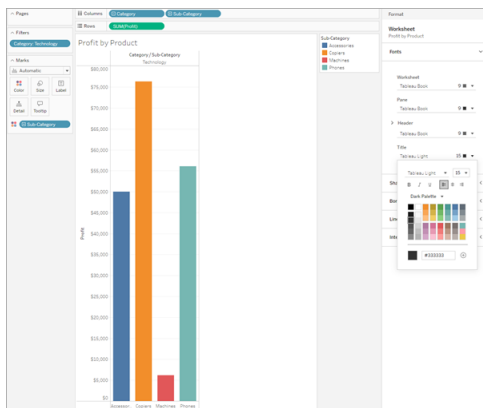 Pages
Columns
Category
Sub-Category
Rows
SUM(Profit)
Filters
Category: Technology
Marks
Automatic
Color
Size
Label
Detail
Tooltip
Sub-Category
Profit by Product
Category / Sub-Category
Technology
Profit
$80,000
$75,000
$70,000
$65,000
$60,000
$55,000
$50,000
$45,000
$40,000
$35,000
$30,000
$25,000
$20,000
$15,000
$10,000
$5,000
$0
Accessor..
Copiers
Machines
Phones
Sub-Category
Accessories
Copiers
Machines
Phones
Format
Worksheet
Profit by Product
Fonts
Worksheet
Tableau Book 9
Pane
Tableau Book 9
Header
Tableau Book 9
Title
Tableau Light 15
Tableau Light 15
B I U
Dark Palette
#333333